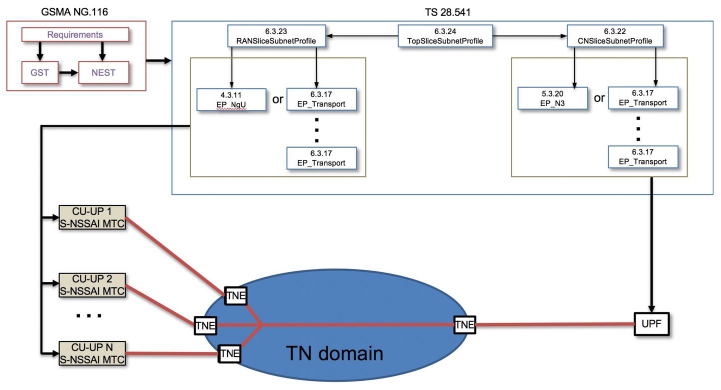 GSMA NG.116
TS 28.541
Requirements
GST
NEST
6.3.23
RANSliceSubnetProfile
6.3.24
TopSliceSubnetProfile
6.3.22
CNSliceSubnetProfile
4.3.11
EP_NgU
or
6.3.17
EP_Transport
6.3.17
EP_Transport
5.3.20
EP_N3
or
6.3.17
EP_Transport
6.3.17
EP_Transport
CU-UP 1
S-NSSAI MTC
CU-UP 2
S-NSSAI MTC
CU-UP N
S-NSSAI MTC
TNE
TNE
TNE
TNE
TN domain
UPF